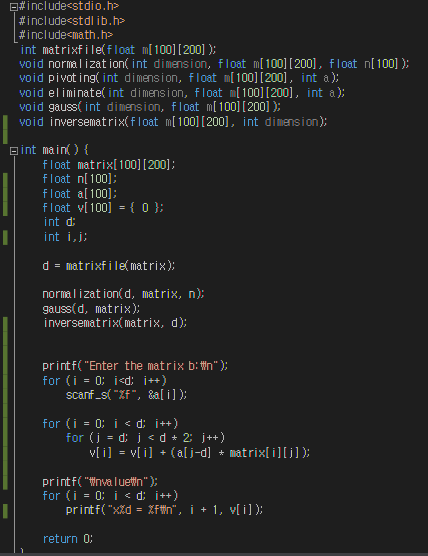 #include<stdio.h>
#include<stdlib.h>
#include<math.h>
int matrixfile(float m[100][200]);
void normalization(int dimension, float m[100][200], float n[100]);
void pivoting(int dimension, float m[100][200], int a);
void eliminate(int dimension, float m[100][200], int a);
void gauss(int dimension, float m[100][200]);
void inversematrix(float m[100][200], int dimension);
int main() {
float matrix[100][200];
float n[100];
float a[100];
float v[100] = { 0 };
int d;
int i,j;
d = matrixfile(matrix);
normalization(d, matrix, n);
gauss(d, matrix);
inversematrix(matrix, d);
printf("Enter the matrix b:₩n");
for (i = 0; i<d; i++)
scanf_s("%f", &a[i]);
for (i = 0; i < d; i++)
for (j = d; j < d * 2; j++)
v[i] = v[i] + (a[j-d] * matrix[i][j]);
printf("₩nvalue₩n");
for (i = 0; i < d; i++)
printf("x%d = %f₩n", i + 1, v[i]);
return 0;
}